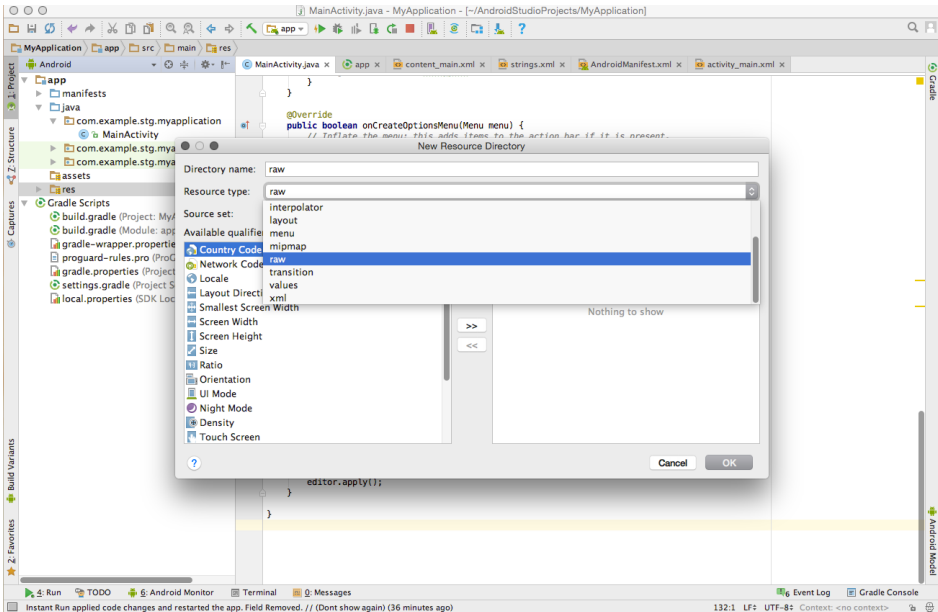 MainActivity.java - MyApplication - [~/AndroidStudioProjects/MyApplication]
app
MyApplication app src main res
Android
MainActivity.java × app × content_main.xml × strings.xml × AndroidManifest.xml × activity_main.xml ×
1: Project
Z: Structure
Captures
Build Variants
2: Favorites
app
manifests
java
com.example.stg.myapplication
MainActivity
com.example.stg.mya
com.example.stg.mya
assets
res
Gradle Scripts
build.gradle (Project: MyA
build.gradle (Module: app
gradle-wrapper.propertie
proguard-rules.pro (ProG
gradle.properties (Project
settings.gradle (Project S
local.properties (SDK Loc
}
}
@Override
public boolean onCreateOptionsMenu(Menu menu) {
// Inflate the menu; this adds items to the action bar if it is present.
New Resource Directory
Directory name: raw
Resource type: raw
Source set:
Available qualifie
interpolator
layout
menu
mipmap
raw
transition
values
xml
Country Code
Network Code
Locale
Layout Directi
Smallest Screen Width
Screen Width
Screen Height
Size
Ratio
Orientation
UI Mode
Night Mode
Density
Touch Screen
>>
<<
Nothing to show
?
Cancel OK
editor.apply();
}
}
Gradle
Android Model
4: Run TODO 6: Android Monitor Terminal 0: Messages 6 Event Log Gradle Console
Instant Run applied code changes and restarted the app. Field Removed. // (Dont show again) (36 minutes ago) 132:1 LF÷ UTF-8÷ Context: <no context>